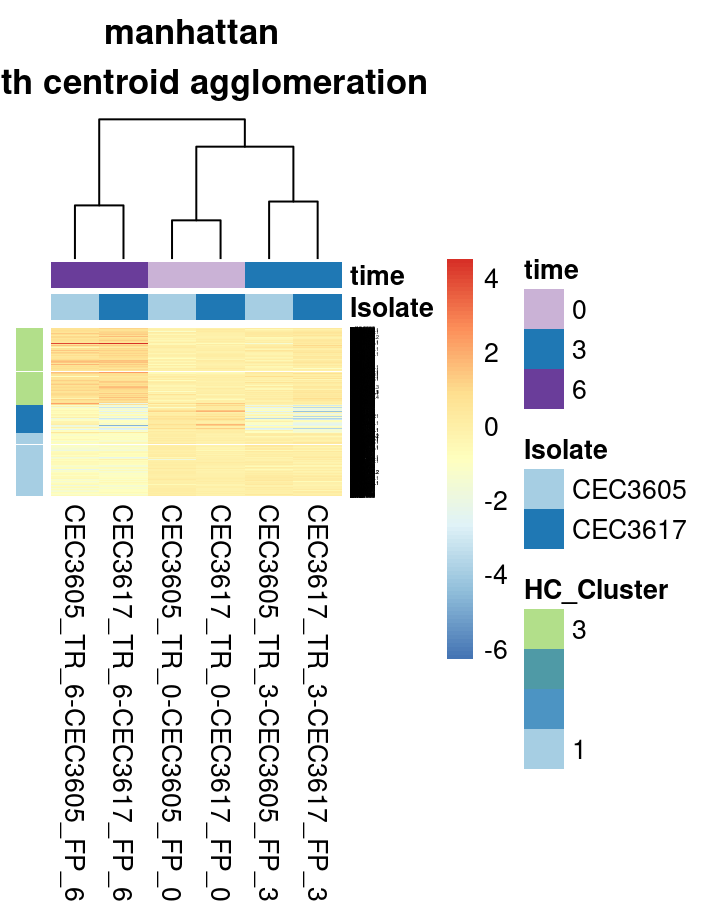 manhattan
th centroid agglomeration
time
Isolate
4
2
0
-2
-4
-6
time
0
3
6
Isolate
CEC3605
CEC3617
HC_Cluster
3
1
CEC3605_TR_6-CEC3605_FP_6
CEC3617_TR_6-CEC3617_FP_6
CEC3605_TR_0-CEC3605_FP_0
CEC3617_TR_0-CEC3617_FP_0
CEC3605_TR_3-CEC3605_FP_3
CEC3617_TR_3-CEC3617_FP_3